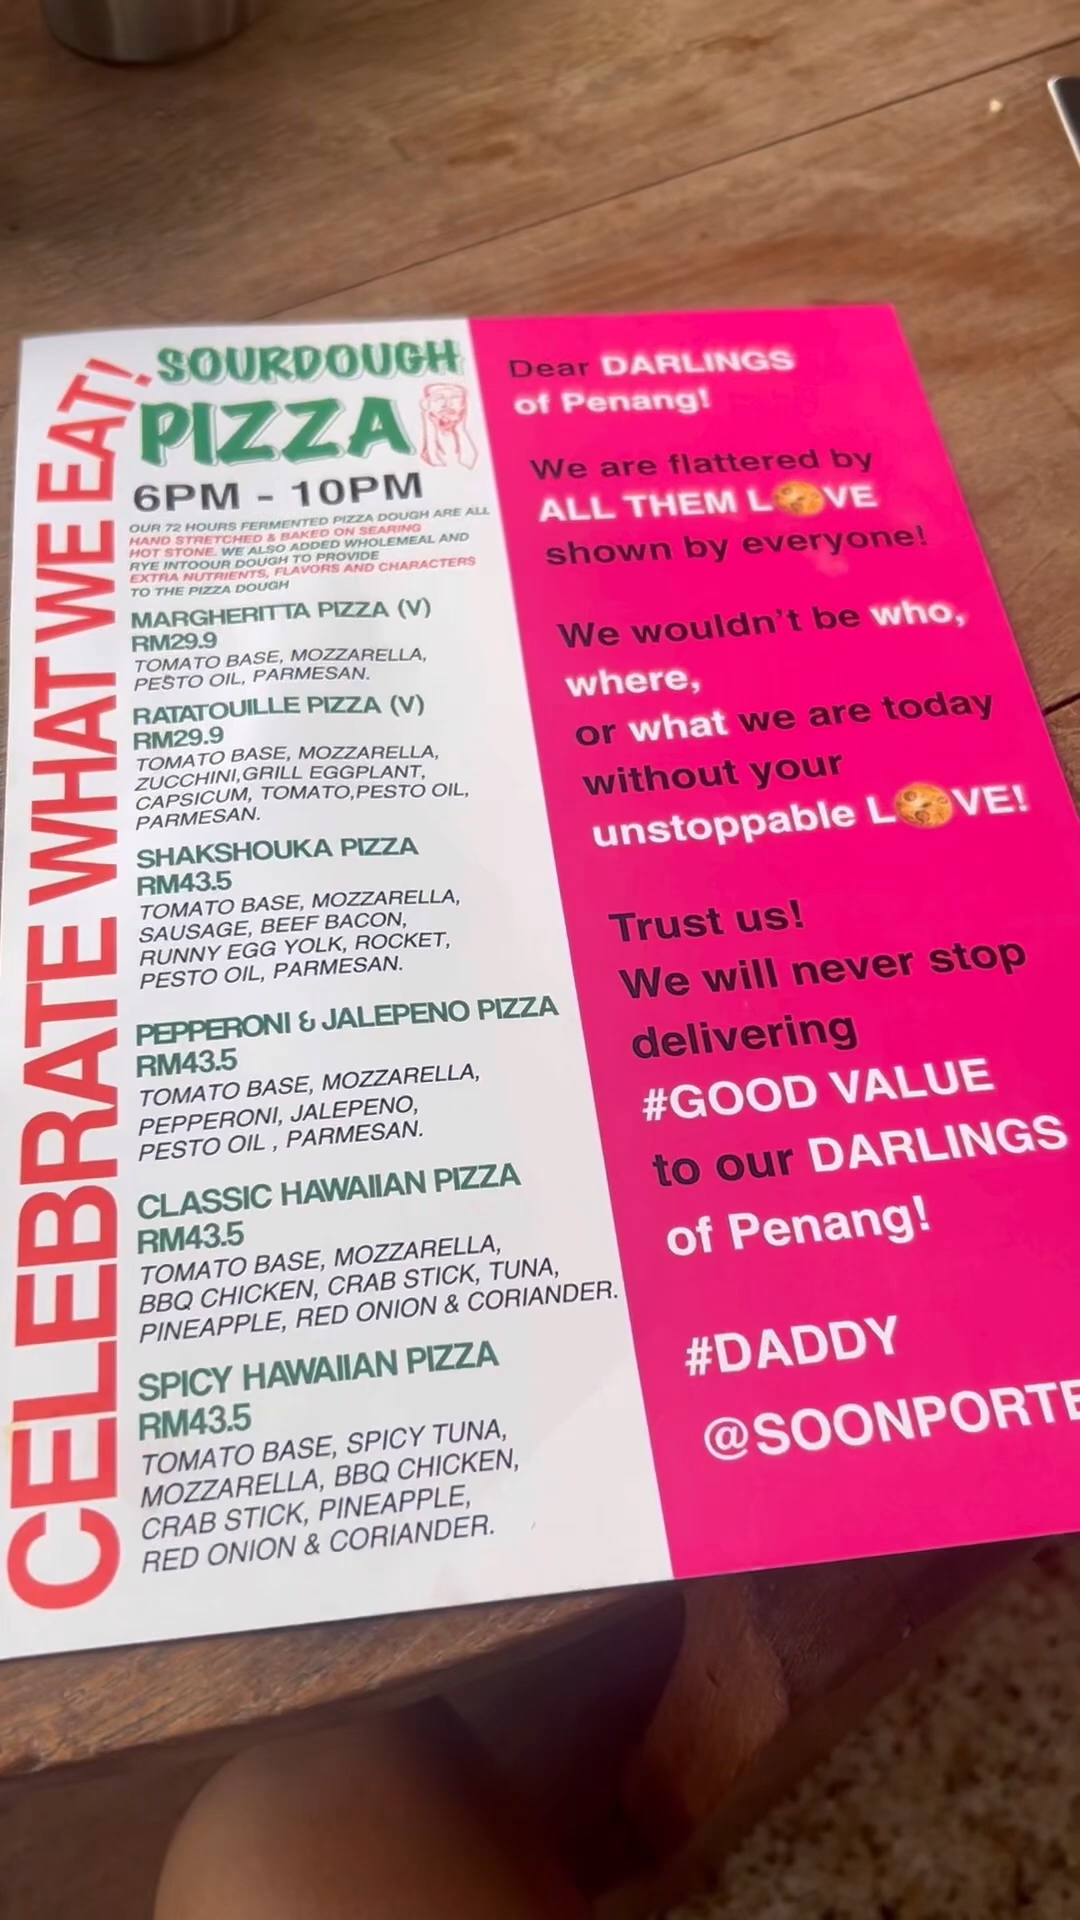 CELEBRATE WHAT WE EAT!
SOURDOUGH
PIZZA
6PM - 10PM
OUR 72 HOURS FERMENTED PIZZA DOUGH ARE ALL
HAND STRETCHED & BAKED ON SEARING
HOT STONE. WE ALSO ADDED WHOLEMEAL AND
RYE INTOOUR DOUGH TO PROVIDE
EXTRA NUTRIENTS, FLAVORS AND CHARACTERS
TO THE PIZZA DOUGH
MARGHERITTA PIZZA (V)
RM29.9
TOMATO BASE, MOZZARELLA,
PESTO OIL, PARMESAN.
RATATOUILLE PIZZA (V)
RM29.9
TOMATO BASE, MOZZARELLA,
ZUCCHINI,GRILL EGGPLANT,
CAPSICUM, TOMATO,PESTO OIL,
PARMESAN.
SHAKSHOUKA PIZZA
RM43.5
TOMATO BASE, MOZZARELLA,
SAUSAGE, BEEF BACON,
RUNNY EGG YOLK, ROCKET,
PESTO OIL, PARMESAN.
PEPPERONI & JALEPENO PIZZA
RM43.5
TOMATO BASE, MOZZARELLA,
PEPPERONI, JALEPENO,
PESTO OIL , PARMESAN.
CLASSIC HAWAIIAN PIZZA
RM43.5
TOMATO BASE, MOZZARELLA,
BBQ CHICKEN, CRAB STICK, TUNA,
PINEAPPLE, RED ONION & CORIANDER.
SPICY HAWAIIAN PIZZA
RM43.5
TOMATO BASE, SPICY TUNA,
MOZZARELLA, BBQ CHICKEN,
CRAB STICK, PINEAPPLE,
RED ONION & CORIANDER.
Dear DARLINGS
of Penang!
We are flattered by
ALL THEM LOVE
shown by everyone!
We wouldn't be who,
where,
or what we are today
without your
unstoppable LOVE!
Trust us!
We will never stop
delivering
#GOOD VALUE
to our DARLINGS
of Penang!
#DADDY
@SOONPORTE